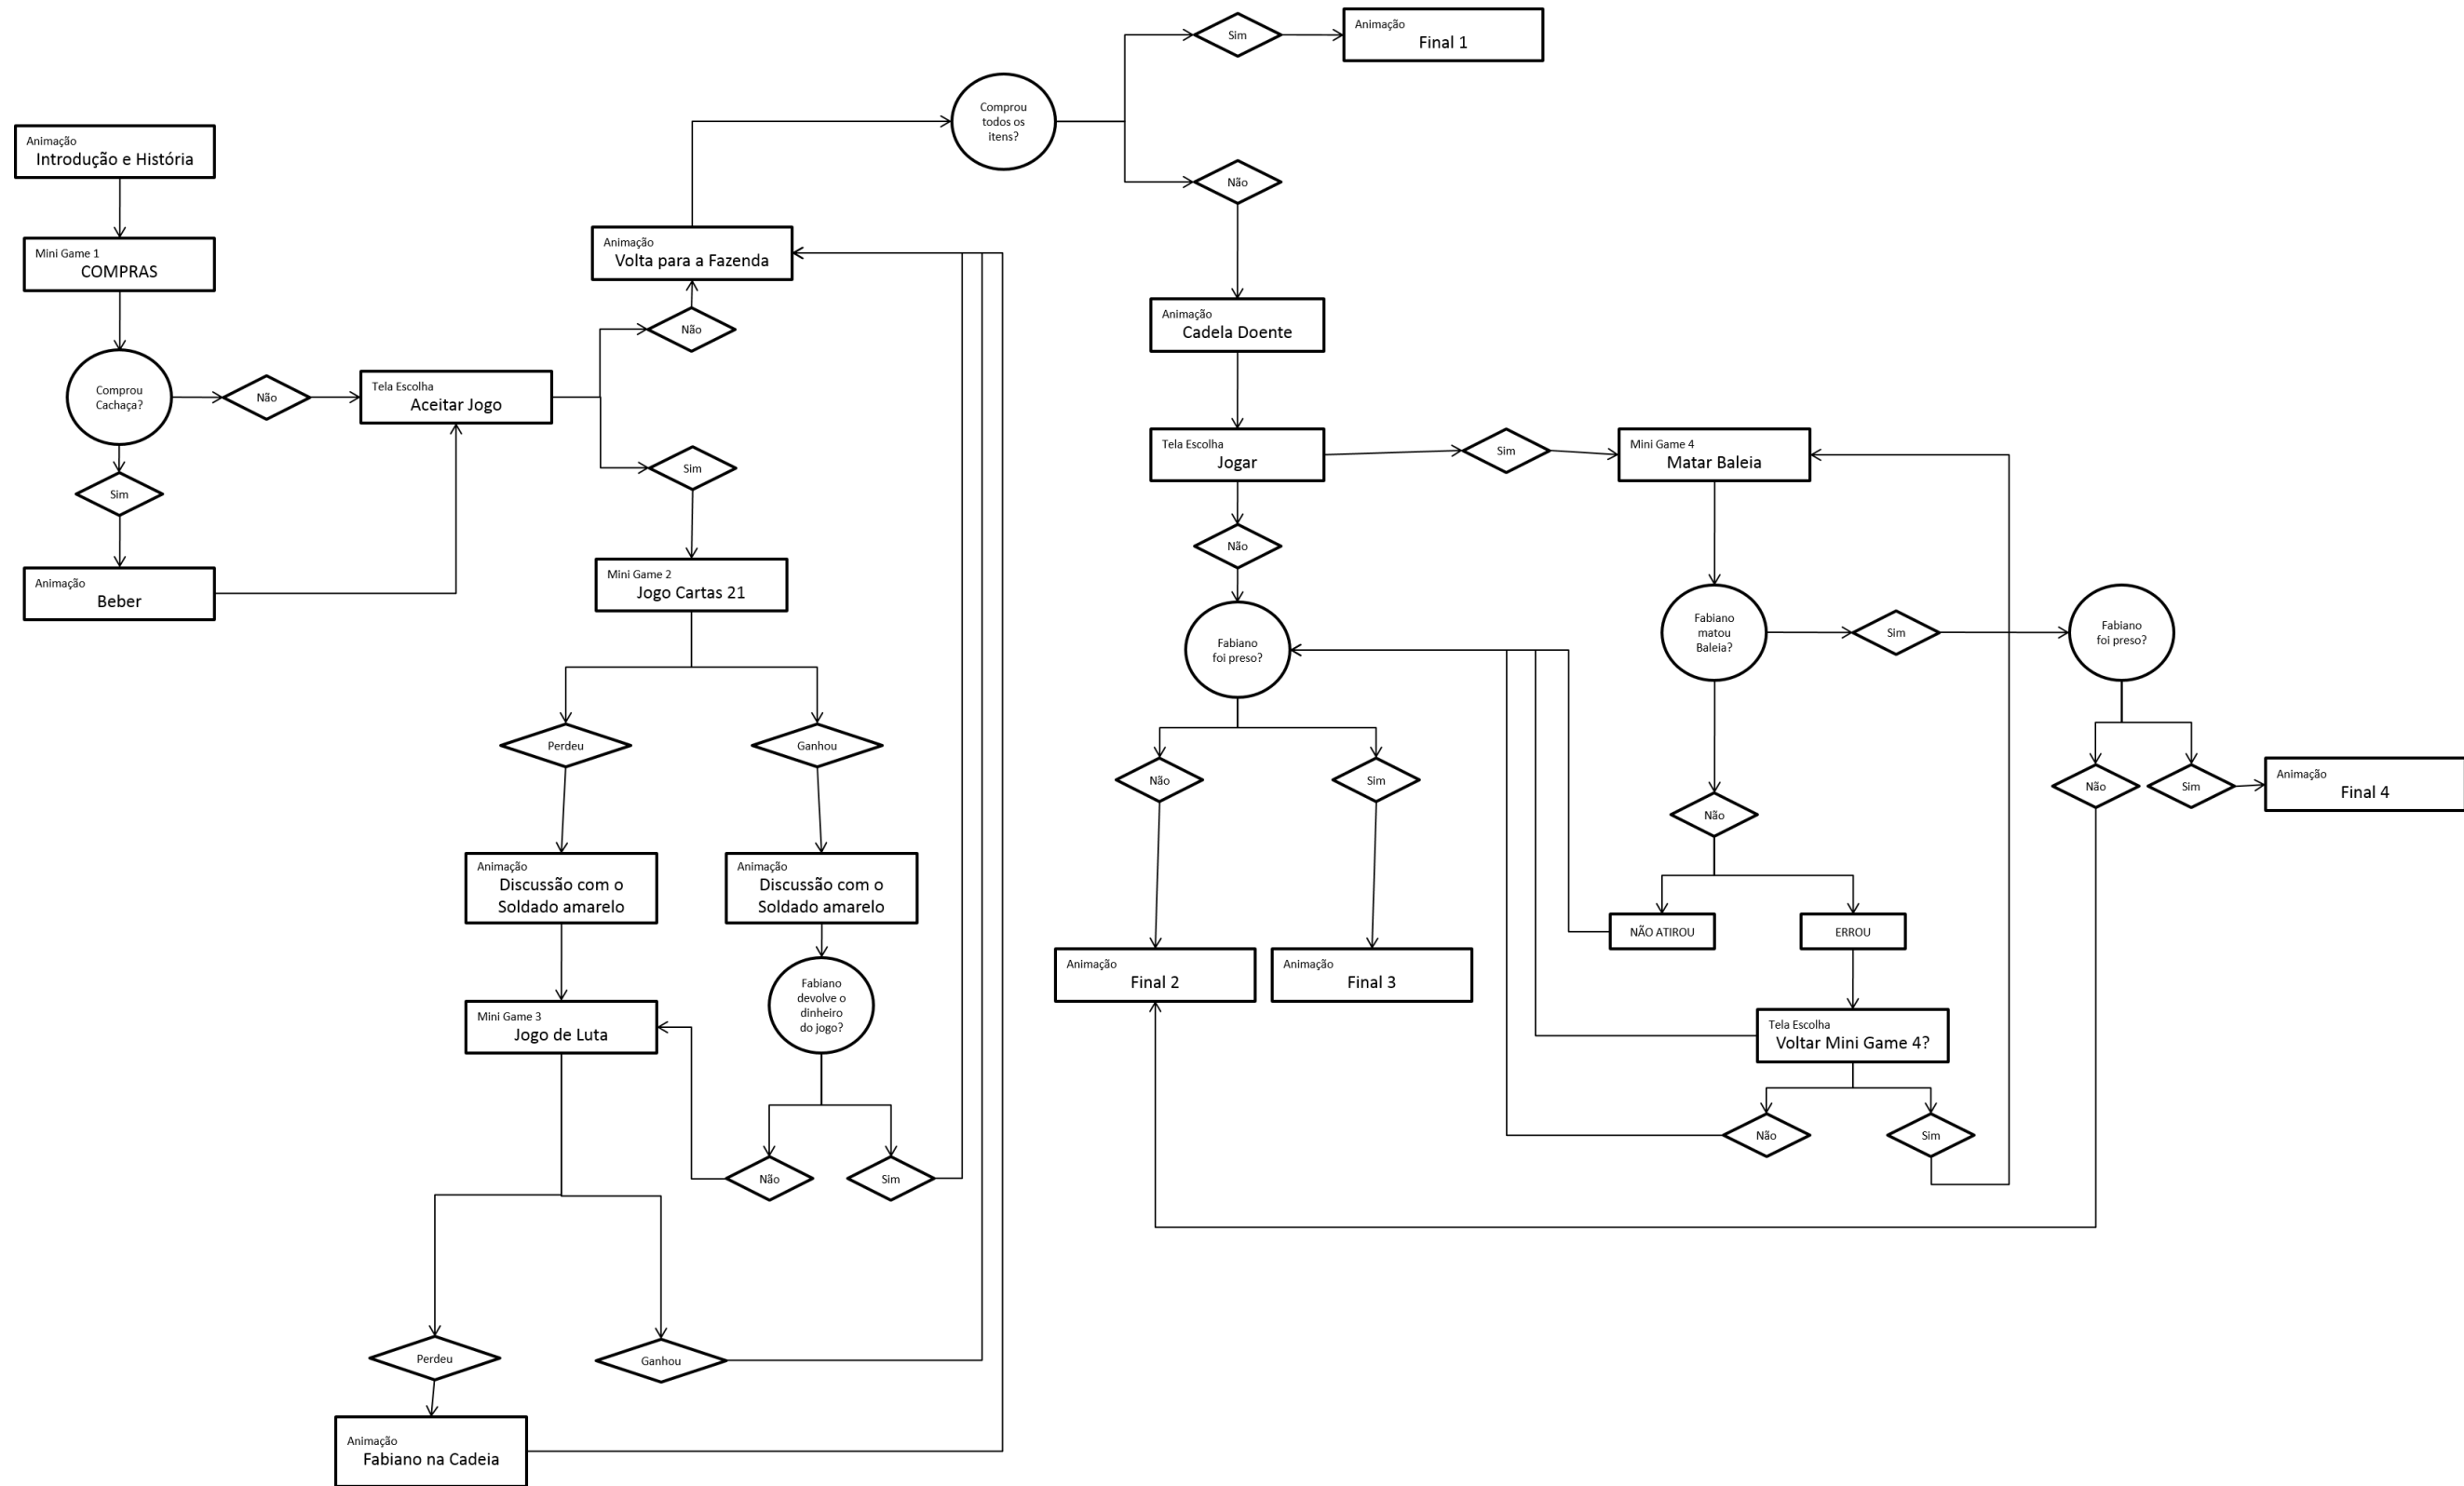 Sim
Animação
Final 1
Comprou
todos os
itens?
Animação
Introdução e História
Não
Mini Game 1
COMPRAS
Animação
Volta para a Fazenda
Não
Animação
Cadela Doente
Comprou
Cachaça?
Não
Tela Escolha
Aceitar Jogo
Sim
Sim
Animação
Beber
Mini Game 2
Jogo Cartas 21
Perdeu
Ganhou
Animação
Discussão com o
Soldado amarelo
Animação
Discussão com o
Soldado amarelo
Mini Game 3
Jogo de Luta
Fabiano
devolve o
dinheiro
do jogo?
Não
Sim
Perdeu
Ganhou
Animação
Fabiano na Cadeia
Tela Escolha
Jogar
Sim
Mini Game 4
Matar Baleia
Não
Fabiano
foi preso?
Fabiano
matou
Baleia?
Sim
Fabiano
foi preso?
Não
Sim
Não
Não
Sim
Animação
Final 4
NÃO ATIROU
ERROU
Animação
Final 2
Animação
Final 3
Tela Escolha
Voltar Mini Game 4?
Não
Sim